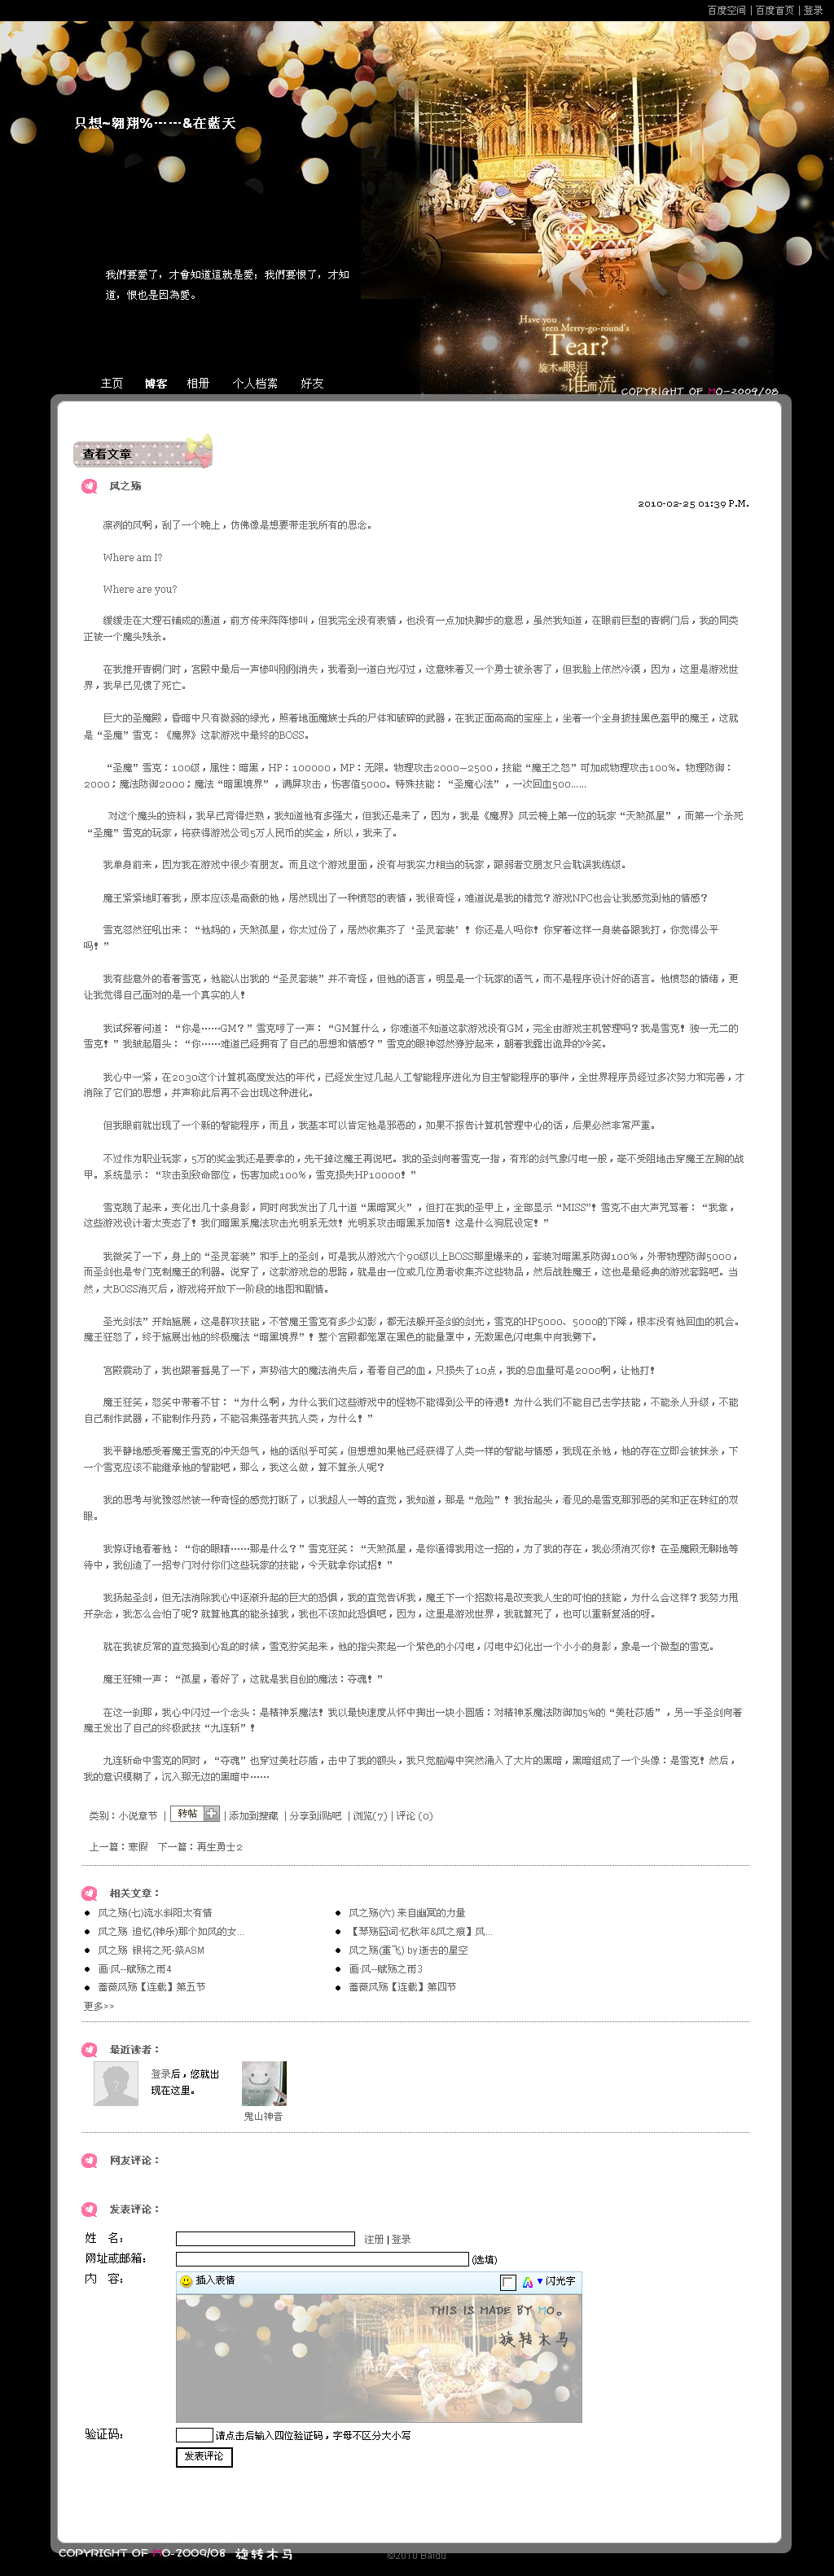 百度空间 | 百度首页 | 登录
只想~翱翔%……&在蓝天
我們要愛了，才會知道這就是愛；我們要恨了，才知
道，恨也是因為愛。
Have you
seen Merry-go-round's
Tear?
旋木的眼泪
为谁而流
主页 博客 相册 个人档案 好友
COPYRIGHT OF MO-2009/08
查看文章
风之殇
2010-02-25 01:39 P.M.
凛冽的风啊，刮了一个晚上，仿佛像是想要带走我所有的思念。
Where am I?
Where are you?
缓缓走在大理石铺成的通道，前方传来阵阵惨叫，但我完全没有表情，也没有一点加快脚步的意思，虽然我知道，在眼前巨型的青铜门后，我的同类
正被一个魔头残杀。
在我推开青铜门时，宫殿中最后一声惨叫刚刚消失，我看到一道白光闪过，这意味着又一个勇士被杀害了，但我脸上依然冷漠，因为，这里是游戏世
界，我早已见惯了死亡。
巨大的圣魔殿，昏暗中只有微弱的绿光，照着地面魔族士兵的尸体和破碎的武器，在我正面高高的宝座上，坐着一个全身披挂黑色盔甲的魔王，这就
是“圣魔”雪克：《魔界》这款游戏中最终的BOSS。
“圣魔”雪克：100级，属性：暗黑，HP：100000，MP：无限。物理攻击2000—2500，技能“魔王之怒”可加成物理攻击100%。物理防御：
2000；魔法防御2000；魔法“暗黑境界”，满屏攻击，伤害值5000。特殊技能：“圣魔心法”，一次回血500……
对这个魔头的资料，我早已背得烂熟，我知道他有多强大，但我还是来了，因为，我是《魔界》风云榜上第一位的玩家“天煞孤星”，而第一个杀死
“圣魔”雪克的玩家，将获得游戏公司5万人民币的奖金，所以，我来了。
我单身前来，因为我在游戏中很少有朋友。而且这个游戏里面，没有与我实力相当的玩家，跟弱者交朋友只会耽误我练级。
魔王紧紧地盯着我，原本应该是高傲的他，居然现出了一种愤怒的表情，我很奇怪，难道说是我的错觉？游戏NPC也会让我感觉到他的情感？
雪克忽然狂吼出来：“他妈的，天煞孤星，你太过份了，居然收集齐了‘圣灵套装’！你还是人吗你！你穿着这样一身装备跟我打，你觉得公平
吗！”
我有些意外的看着雪克，他能认出我的“圣灵套装”并不奇怪，但他的语言，明显是一个玩家的语气，而不是程序设计好的语言。他愤怒的情绪，更
让我觉得自己面对的是一个真实的人！
我试探着问道：“你是……GM？”雪克哼了一声：“GM算什么，你难道不知道这款游戏没有GM，完全由游戏主机管理吗？我是雪克！独一无二的
雪克！”我皱起眉头：“你……难道已经拥有了自己的思想和情感？”雪克的眼神忽然狰狞起来，朝着我露出诡异的冷笑。
我心中一紧，在2030这个计算机高度发达的年代，已经发生过几起人工智能程序进化为自主智能程序的事件，全世界程序员经过多次努力和完善，才
消除了它们的思想，并声称此后再不会出现这种进化。
但我眼前就出现了一个新的智能程序，而且，我基本可以肯定他是邪恶的，如果不报告计算机管理中心的话，后果必然非常严重。
不过作为职业玩家，5万的奖金我还是要拿的，先干掉这魔王再说吧。我的圣剑向着雪克一指，有形的剑气象闪电一般，毫不受阻地击穿魔王左胸的战
甲。系统显示：“攻击到致命部位，伤害加成100%，雪克损失HP10000！”
雪克跳了起来，变化出几十条身影，同时向我发出了几十道“黑暗冥火”，但打在我的圣甲上，全部显示“MISS”！雪克不由大声咒骂着：“我靠，
这些游戏设计者太变态了！我们暗黑系魔法攻击光明系无效！光明系攻击暗黑系加倍！这是什么狗屁设定！”
我微笑了一下，身上的“圣灵套装”和手上的圣剑，可是我从游戏六个90级以上BOSS那里爆来的，套装对暗黑系防御100%，外带物理防御5000，
而圣剑也是专门克制魔王的利器。说穿了，这款游戏总的思路，就是由一位或几位勇者收集齐这些物品，然后战胜魔王，这也是最经典的游戏套路吧。当
然，大BOSS消灭后，游戏将开放下一阶段的地图和剧情。
圣光剑法”开始施展，这是群攻技能，不管魔王雪克有多少幻影，都无法躲开圣剑的剑光，雪克的HP5000、5000的下降，根本没有他回血的机会。
魔王狂怒了，终于施展出他的终极魔法“暗黑境界”！整个宫殿都笼罩在黑色的能量罩中，无数黑色闪电集中向我劈下。
宫殿震动了，我也跟着摇晃了一下，声势浩大的魔法消失后，看看自己的血，只损失了10点，我的总血量可是2000啊，让他打！
魔王狂笑，怒笑中带着不甘：“为什么啊，为什么我们这些游戏中的怪物不能得到公平的待遇！为什么我们不能自己去学技能，不能杀人升级，不能
自己制作武器，不能制作丹药，不能召集强者共抗人类，为什么！”
我平静地感受着魔王雪克的冲天怨气，他的话似乎可笑，但想想如果他已经获得了人类一样的智能与情感，我现在杀他，他的存在立即会被抹杀，下
一个雪克应该不能继承他的智能吧，那么，我这么做，算不算杀人呢？
我的思考与犹豫忽然被一种奇怪的感觉打断了，以我超人一等的直觉，我知道，那是“危险”！我抬起头，看见的是雪克那邪恶的笑和正在转红的双
眼。
我惊讶地看着他：“你的眼睛……那是什么？”雪克狂笑：“天煞孤星，是你逼得我用这一招的，为了我的存在，我必须消灭你！在圣魔殿无聊地等
待中，我创造了一招专门对付你们这些玩家的技能，今天就拿你试招！”
我扬起圣剑，但无法消除我心中逐渐升起的巨大的恐惧，我的直觉告诉我，魔王下一个招数将是改变我人生的可怕的技能，为什么会这样？我努力甩
开杂念，我怎么会怕了呢？就算他真的能杀掉我，我也不该如此恐惧吧，因为，这里是游戏世界，我就算死了，也可以重新复活的呀。
就在我被反常的直觉搞到心乱的时候，雪克狞笑起来，他的指尖聚起一个紫色的小闪电，闪电中幻化出一个小小的身影，象是一个微型的雪克。
魔王狂啸一声：“孤星，看好了，这就是我自创的魔法：夺魂！”
在这一刹那，我心中闪过一个念头：是精神系魔法！我以最快速度从怀中掏出一块小圆盾：对精神系魔法防御加5%的“美杜莎盾”，另一手圣剑向着
魔王发出了自己的终极武技“九连斩”！
九连斩命中雪克的同时，“夺魂”也穿过美杜莎盾，击中了我的额头，我只觉脑海中突然涌入了大片的黑暗，黑暗组成了一个头像：是雪克！然后，
我的意识模糊了，沉入那无边的黑暗中……
类别：小说章节 | 转帖 | 添加到搜藏 | 分享到i贴吧 | 浏览(7) | 评论 (0)
上一篇：寒假 下一篇：再生勇士2
相关文章：
风之殇(七)流水斜阳太有情 风之殇(六) 来自幽冥的力量
风之殇 追忆(神乐)那个如风的女... 【琴殇囧词·忆秋年&风之痕】风...
风之殇 银将之死-祭ASM 风之殇(重飞) by 逝去的星空
画·风--赋殇之雨4 画·风--赋殇之雨3
蔷薇风殇【连载】第五节 蔷薇风殇【连载】第四节
更多>>
最近读者：
登录后，您就出
现在这里。
鬼山神音
网友评论：
发表评论：
姓 名： 注册 | 登录
网址或邮箱： (选填)
内 容： 插入表情 闪光字
THIS IS MADE BY MO。
旋转木马
验证码： 请点击后输入四位验证码，字母不区分大小写
发表评论
COPYRIGHT OF MO-2009/08 旋转木马 ©2010 Baidu